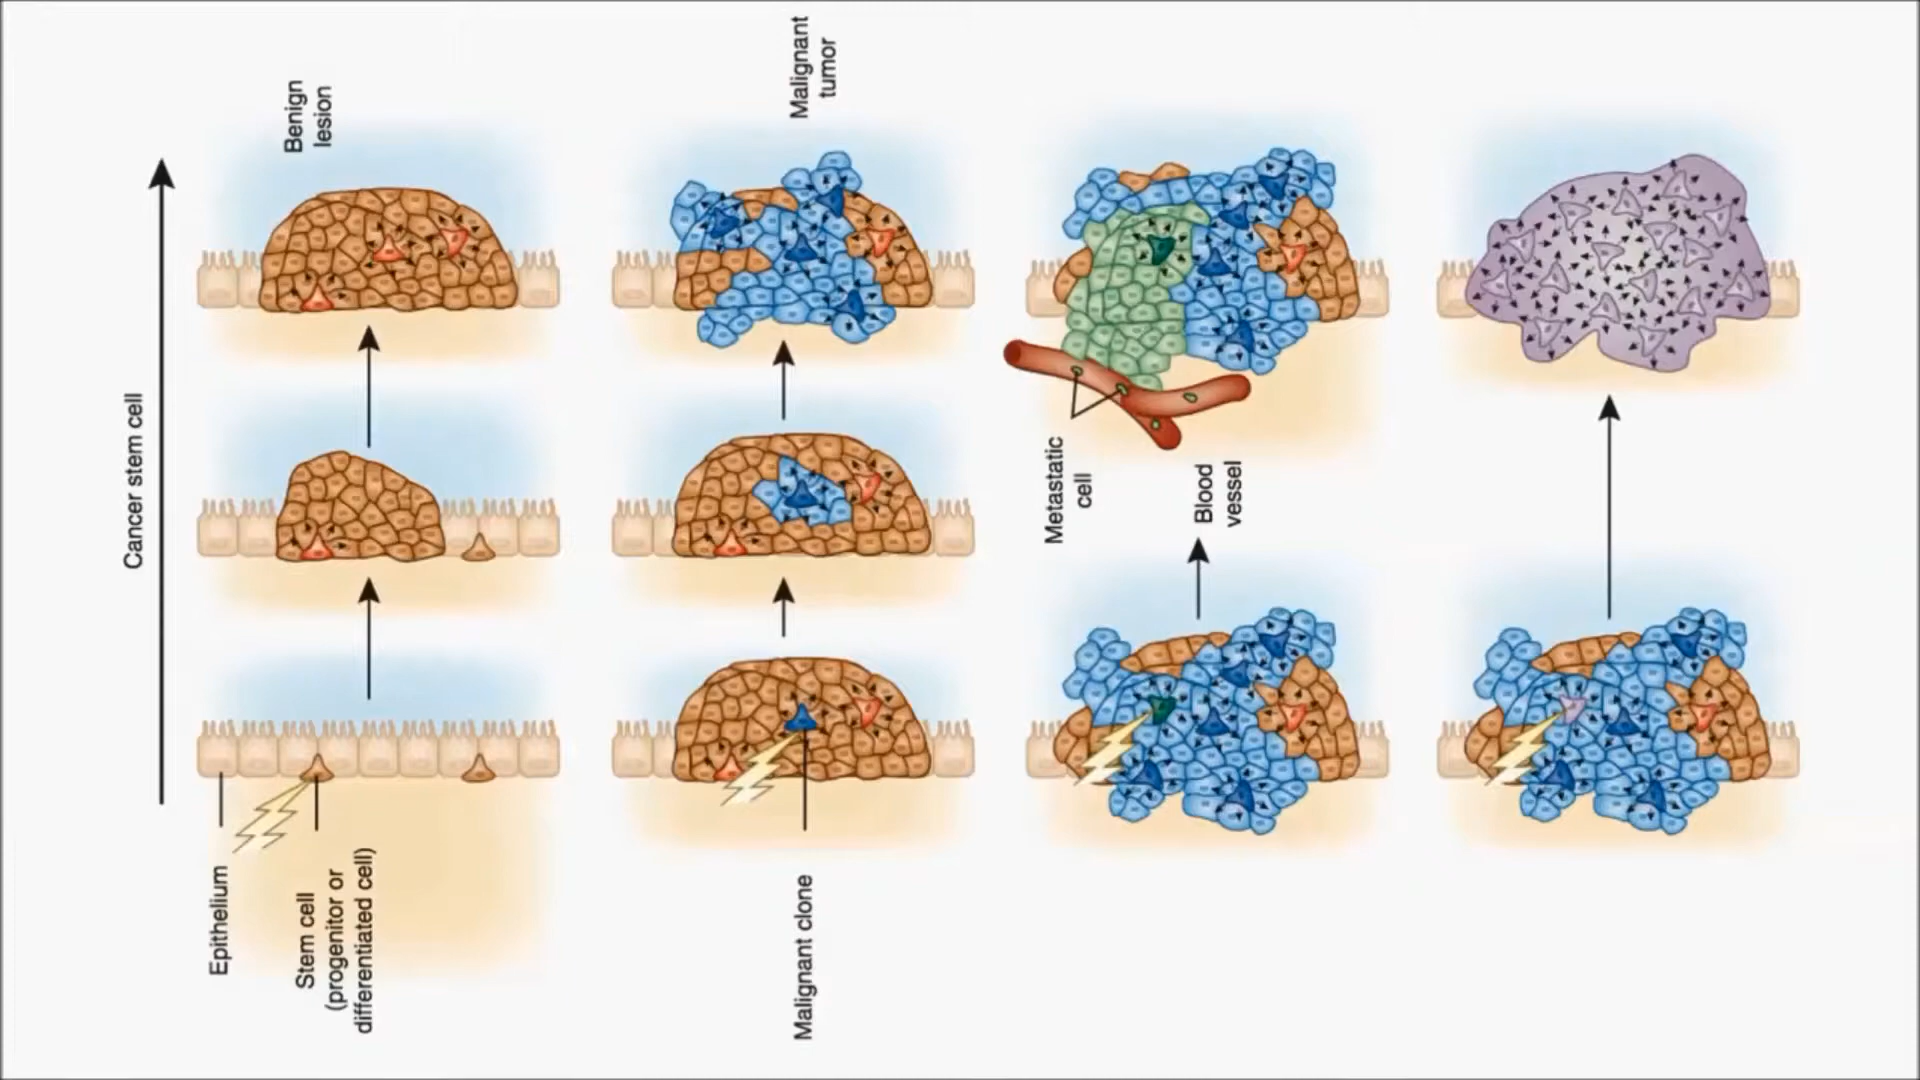 Cancer stem cell
Benign
lesion
Epithelium
Stem cell
(progenitor or
differentiated cell)
Malignant
tumor
Malignant clone
Metastatic
cell
Blood
vessel